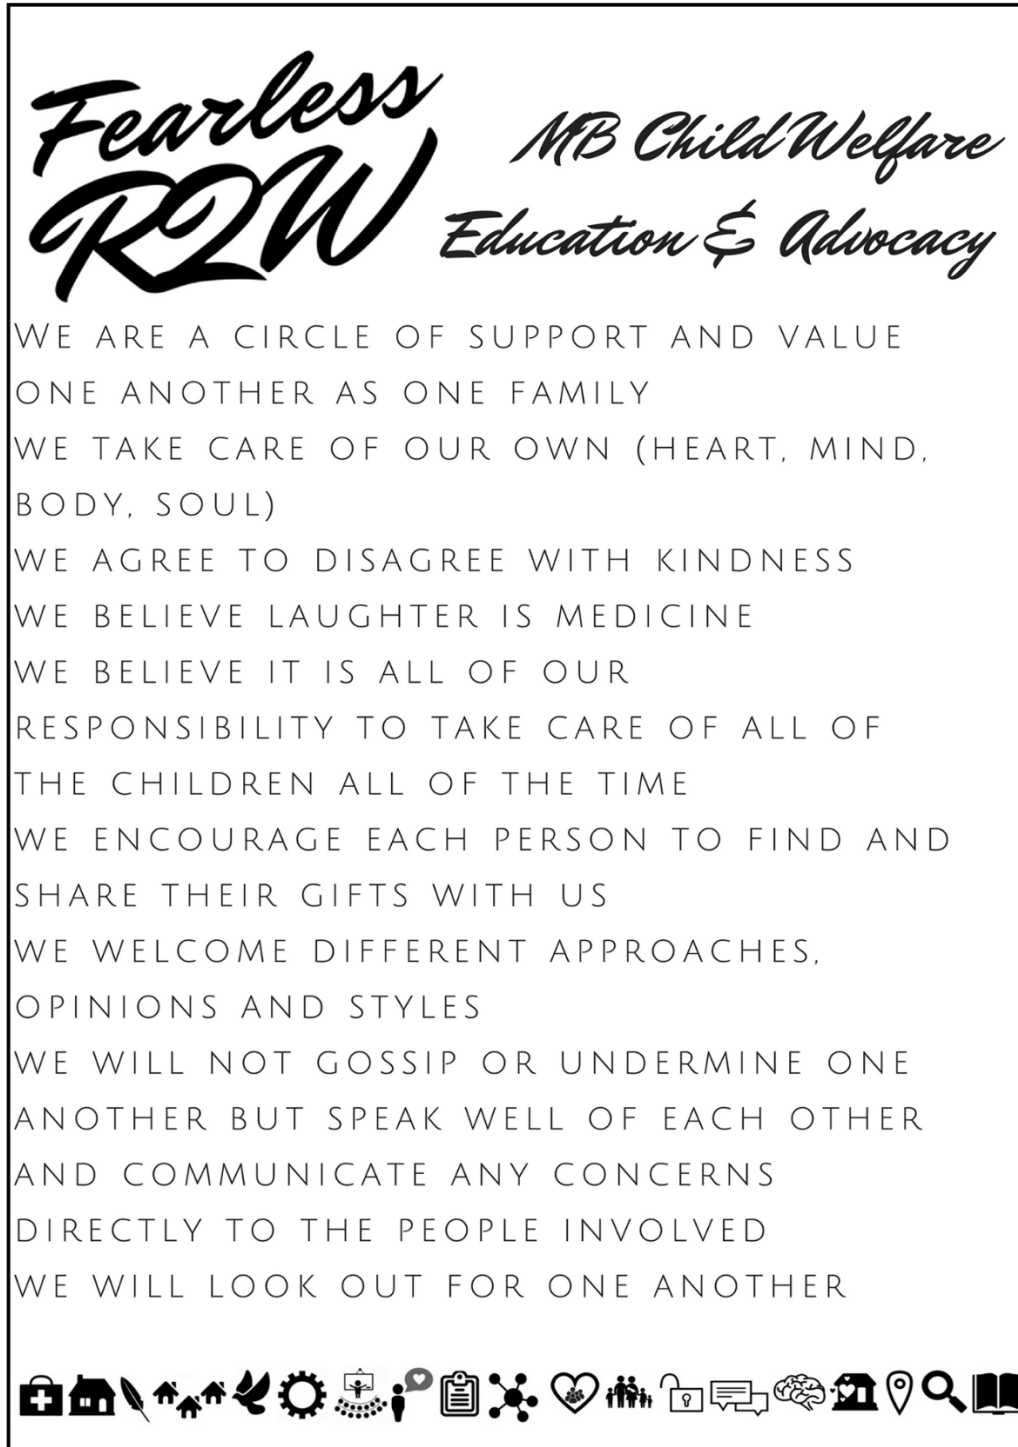 Fearless
R2W
MB Child Welfare
Education & Advocacy
WE ARE A CIRCLE OF SUPPORT AND VALUE
ONE ANOTHER AS ONE FAMILY
WE TAKE CARE OF OUR OWN (HEART, MIND,
BODY, SOUL)
WE AGREE TO DISAGREE WITH KINDNESS
WE BELIEVE LAUGHTER IS MEDICINE
WE BELIEVE IT IS ALL OF OUR
RESPONSIBILITY TO TAKE CARE OF ALL OF
THE CHILDREN ALL OF THE TIME
WE ENCOURAGE EACH PERSON TO FIND AND
SHARE THEIR GIFTS WITH US
WE WELCOME DIFFERENT APPROACHES,
OPINIONS AND STYLES
WE WILL NOT GOSSIP OR UNDERMINE ONE
ANOTHER BUT SPEAK WELL OF EACH OTHER
AND COMMUNICATE ANY CONCERNS
DIRECTLY TO THE PEOPLE INVOLVED
WE WILL LOOK OUT FOR ONE ANOTHER